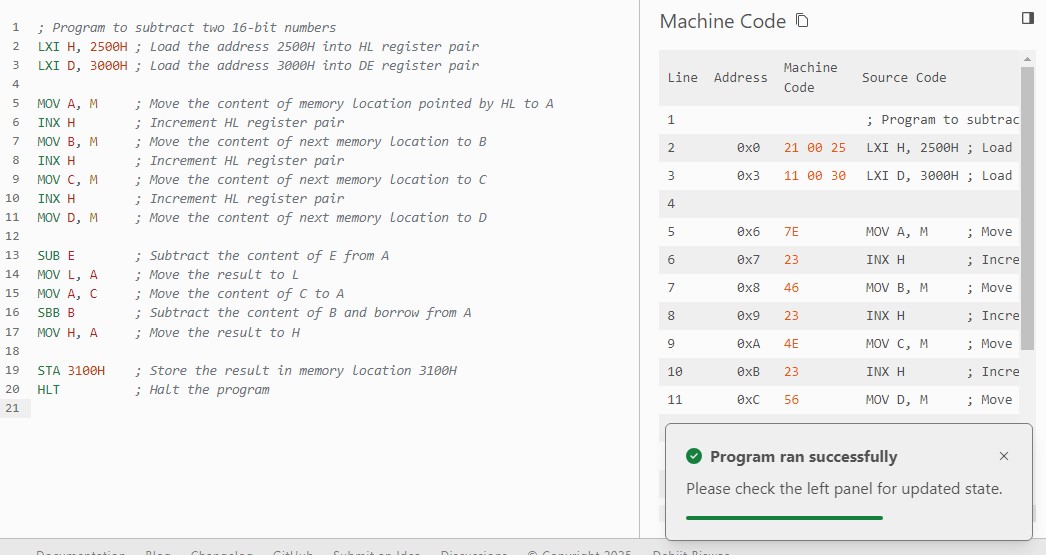 1 ; Program to subtract two 16-bit numbers
2 LXI H, 2500H ; Load the address 2500H into HL register pair
3 LXI D, 3000H ; Load the address 3000H into DE register pair
4
5 MOV A, M ; Move the content of memory location pointed by HL to A
6 INX H ; Increment HL register pair
7 MOV B, M ; Move the content of next memory location to B
8 INX H ; Increment HL register pair
9 MOV C, M ; Move the content of next memory location to C
10 INX H ; Increment HL register pair
11 MOV D, M ; Move the content of next memory location to D
12
13 SUB E ; Subtract the content of E from A
14 MOV L, A ; Move the result to L
15 MOV A, C ; Move the content of C to A
16 SBB B ; Subtract the content of B and borrow from A
17 MOV H, A ; Move the result to H
18
19 STA 3100H ; Store the result in memory location 3100H
20 HLT ; Halt the program
21
Machine Code
Line Address Machine Code Source Code
1 ; Program to subtrac
2 0x0 21 00 25 LXI H, 2500H ; Load
3 0x3 11 00 30 LXI D, 3000H ; Load
4
5 0x6 7E MOV A, M ; Move
6 0x7 23 INX H ; Incre
7 0x8 46 MOV B, M ; Move
8 0x9 23 INX H ; Incre
9 0xA 4E MOV C, M ; Move
10 0xB 23 INX H ; Incre
11 0xC 56 MOV D, M ; Move
Program ran successfully
Please check the left panel for updated state.
Documentation Blog Changelog GitHub Submit an Idea Discussions © Copyright 2025 Debjit Biswas